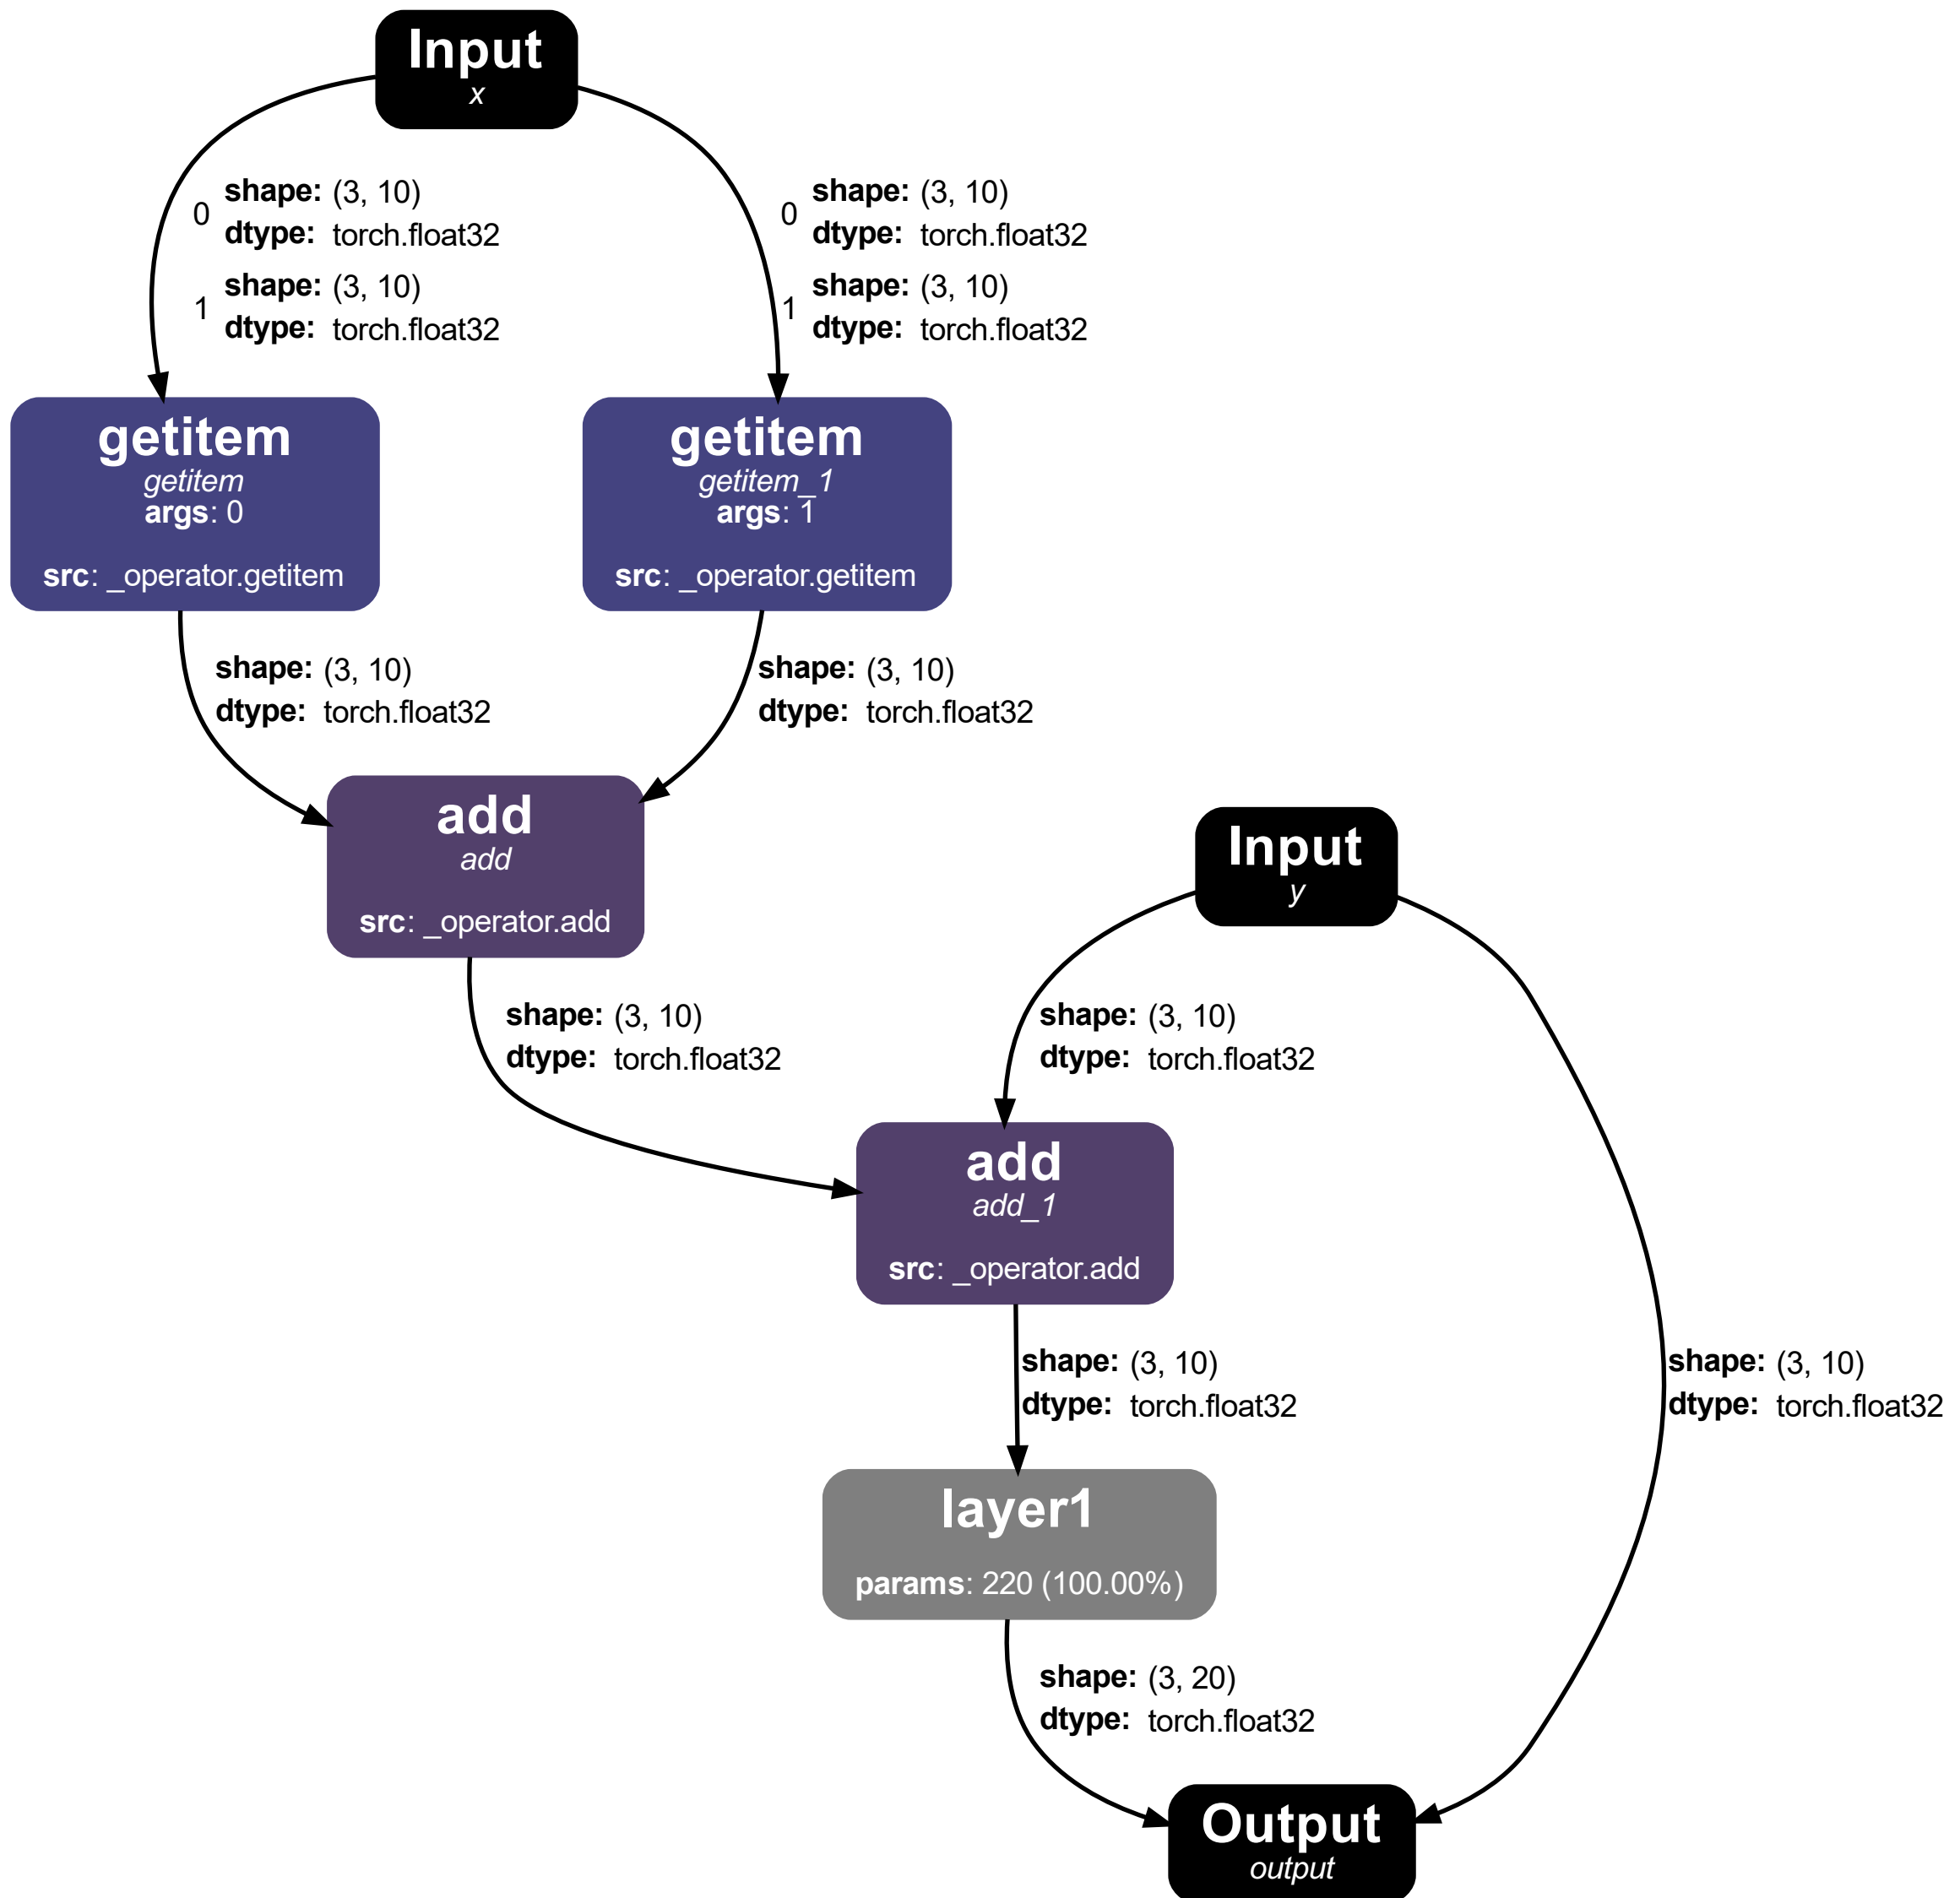 Input
x
0 shape: (3, 10)
dtype: torch.float32
1 shape: (3, 10)
dtype: torch.float32
0 shape: (3, 10)
dtype: torch.float32
1 shape: (3, 10)
dtype: torch.float32
getitem
getitem
args: 0
src: _operator.getitem
getitem
getitem_1
args: 1
src: _operator.getitem
shape: (3, 10)
dtype: torch.float32
shape: (3, 10)
dtype: torch.float32
add
add
src: _operator.add
Input
y
shape: (3, 10)
dtype: torch.float32
shape: (3, 10)
dtype: torch.float32
add
add_1
src: _operator.add
shape: (3, 10)
dtype: torch.float32
shape: (3, 10)
dtype: torch.float32
layer1
params: 220 (100.00%)
shape: (3, 20)
dtype: torch.float32
Output
output